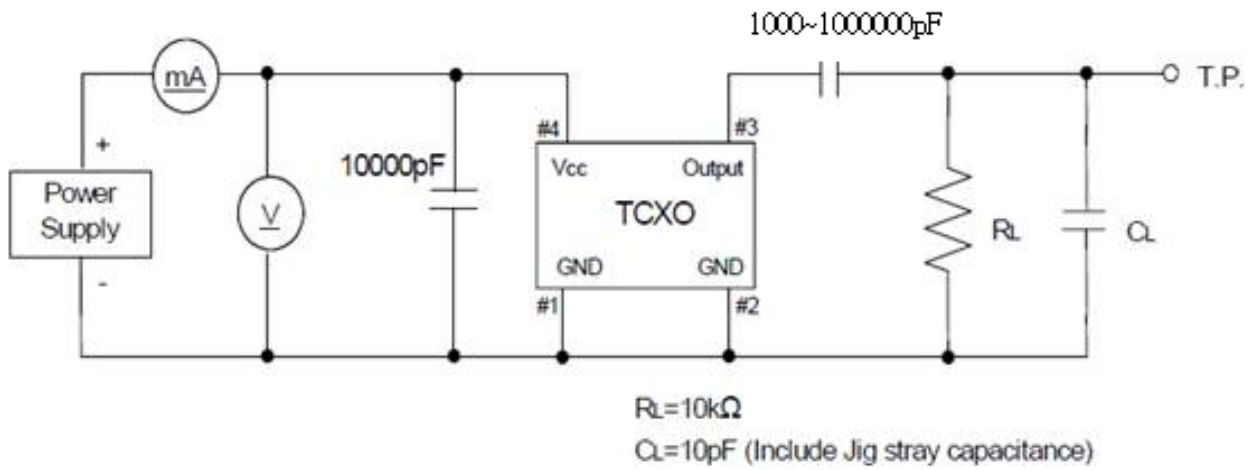 1000~1000000pF
mA
T.P.
#4
#3
+
10000pF
Vcc
Output
Power
Supply
V
TCXO
RL
CL
GND
GND
-
#1
#2
RL=10kΩ
CL=10pF (Include Jig stray capacitance)